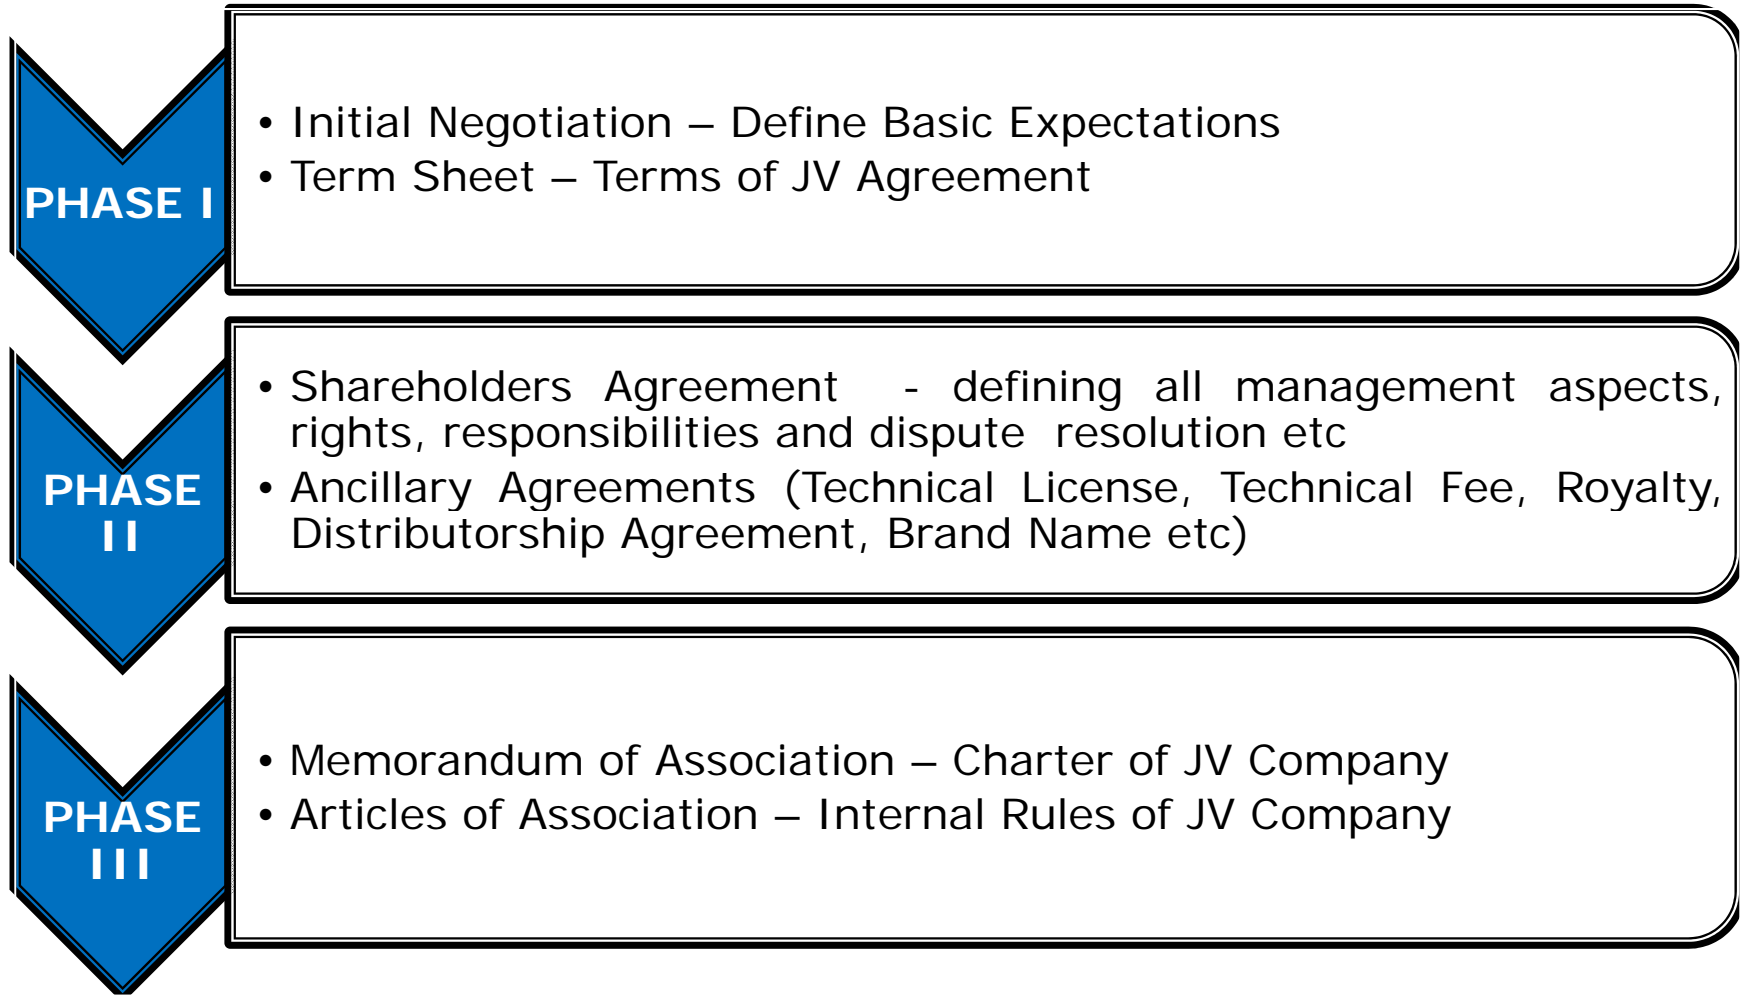 PHASE I
• Initial Negotiation – Define Basic Expectations
• Term Sheet – Terms of JV Agreement
PHASE
II
• Shareholders Agreement - defining all management aspects,
rights, responsibilities and dispute resolution etc
• Ancillary Agreements (Technical License, Technical Fee, Royalty,
Distributorship Agreement, Brand Name etc)
PHASE
III
• Memorandum of Association – Charter of JV Company
• Articles of Association – Internal Rules of JV Company